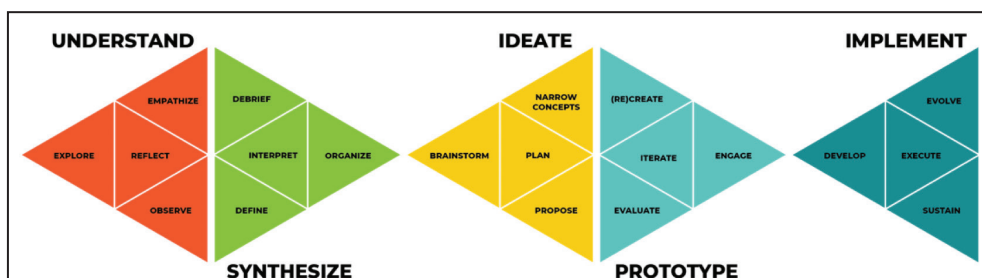 UNDERSTAND
EMPATHIZE
EXPLORE
REFLECT
OBSERVE
DEBRIEF
INTERPRET
ORGANIZE
DEFINE
SYNTHESIZE
IDEATE
NARROW
CONCEPTS
BRAINSTORM
PLAN
PROPOSE
(RE)CREATE
ITERATE
ENGAGE
EVALUATE
PROTOTYPE
IMPLEMENT
EVOLVE
DEVELOP
EXECUTE
SUSTAIN